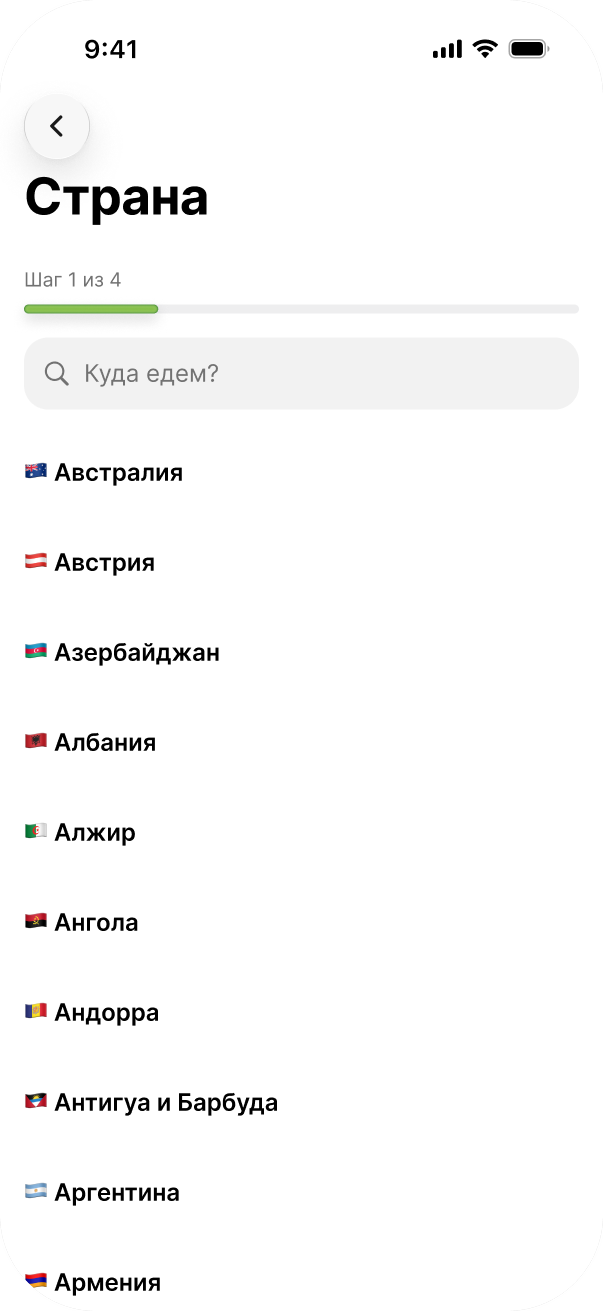 9:41
Страна
Шаг 1 из 4
Куда едем?
Австралия
Австрия
Азербайджан
Албания
Алжир
Ангола
Андорра
Антигуа и Барбуда
Аргентина
Армения